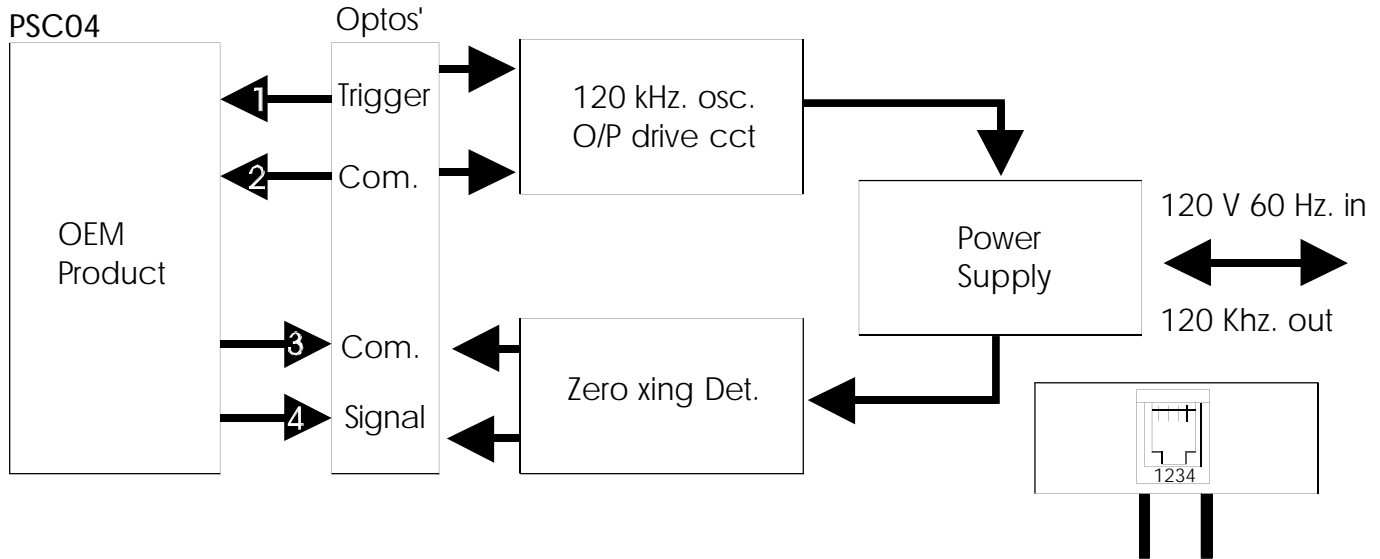 PSC04
Optos'
OEM
Product
1
Trigger
2
Com.
3
Com.
4
Signal
120 kHz. osc.
O/P drive cct
Zero xing Det.
Power
Supply
120 V 60 Hz. in
120 Khz. out
1234